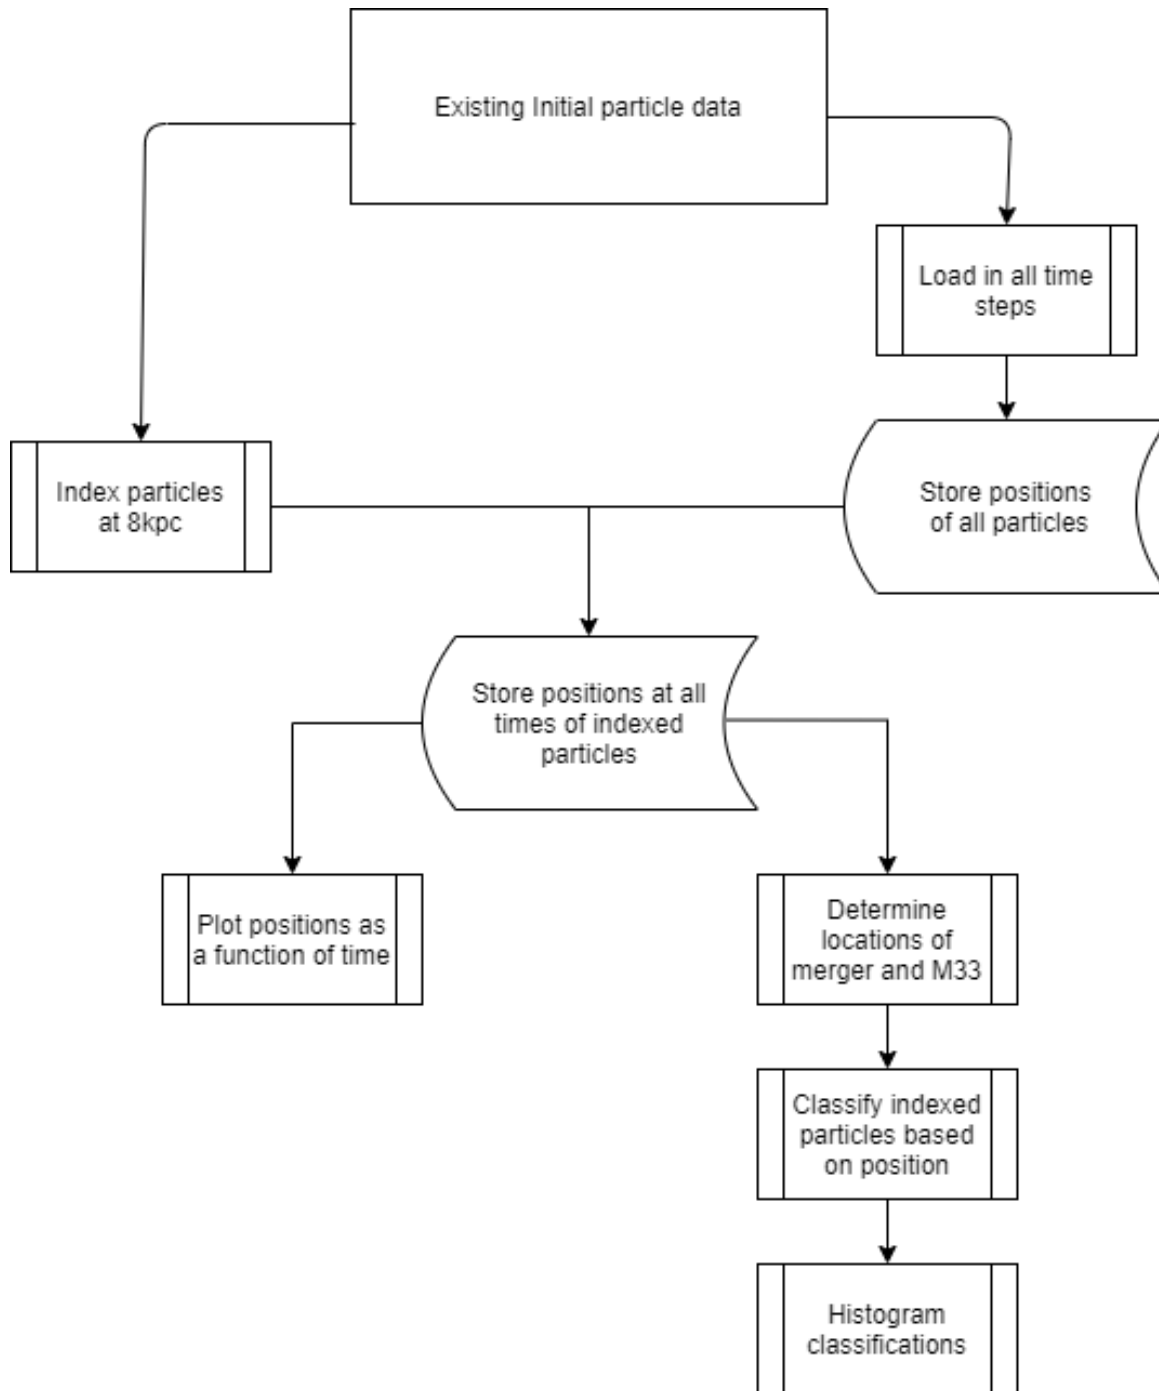 Existing Initial particle data
Load in all time
steps
Index particles
at 8kpc
Store positions
of all particles
Store positions at all
times of indexed
particles
Plot positions as
a function of time
Determine
locations of
merger and M33
Classify indexed
particles based
on position
Histogram
classifications